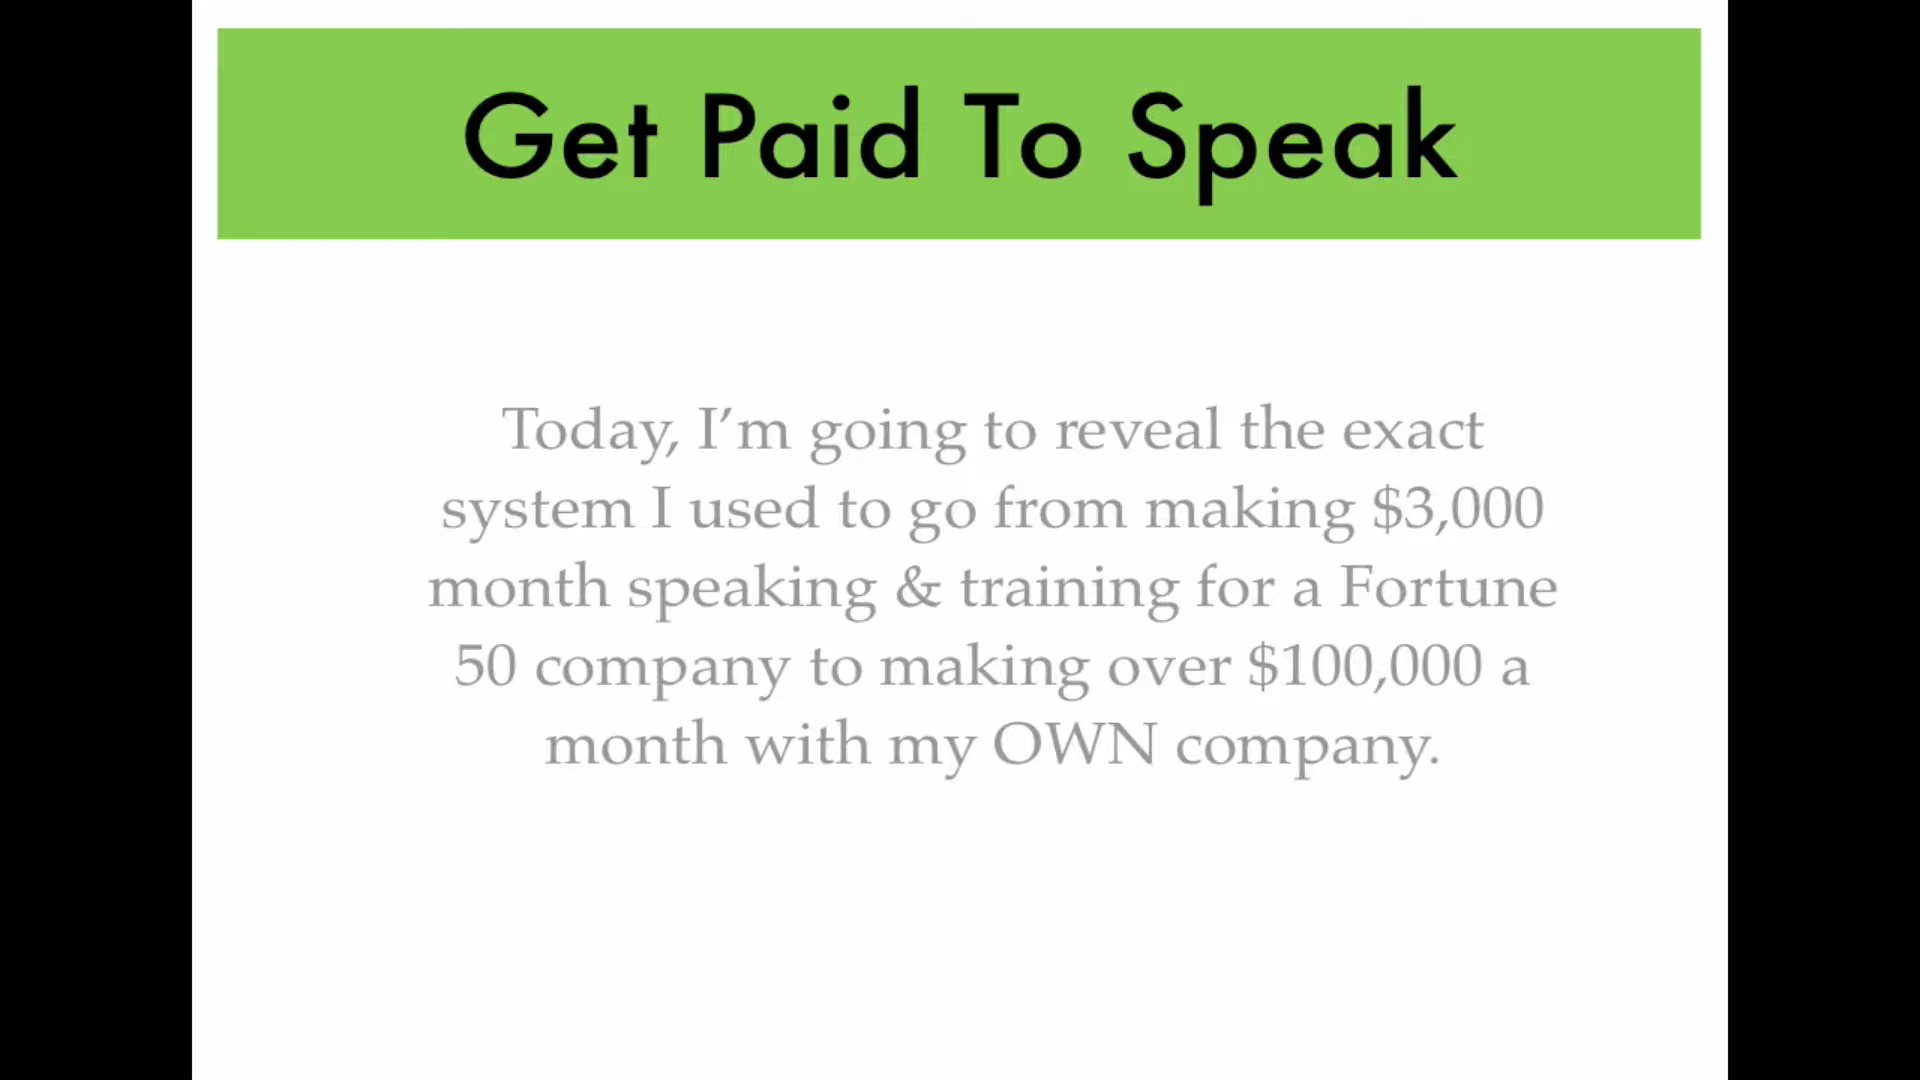 Get Paid To Speak
Today, I’m going to reveal the exact
system I used to go from making $3,000
month speaking & training for a Fortune
50 company to making over $100,000 a
month with my OWN company.